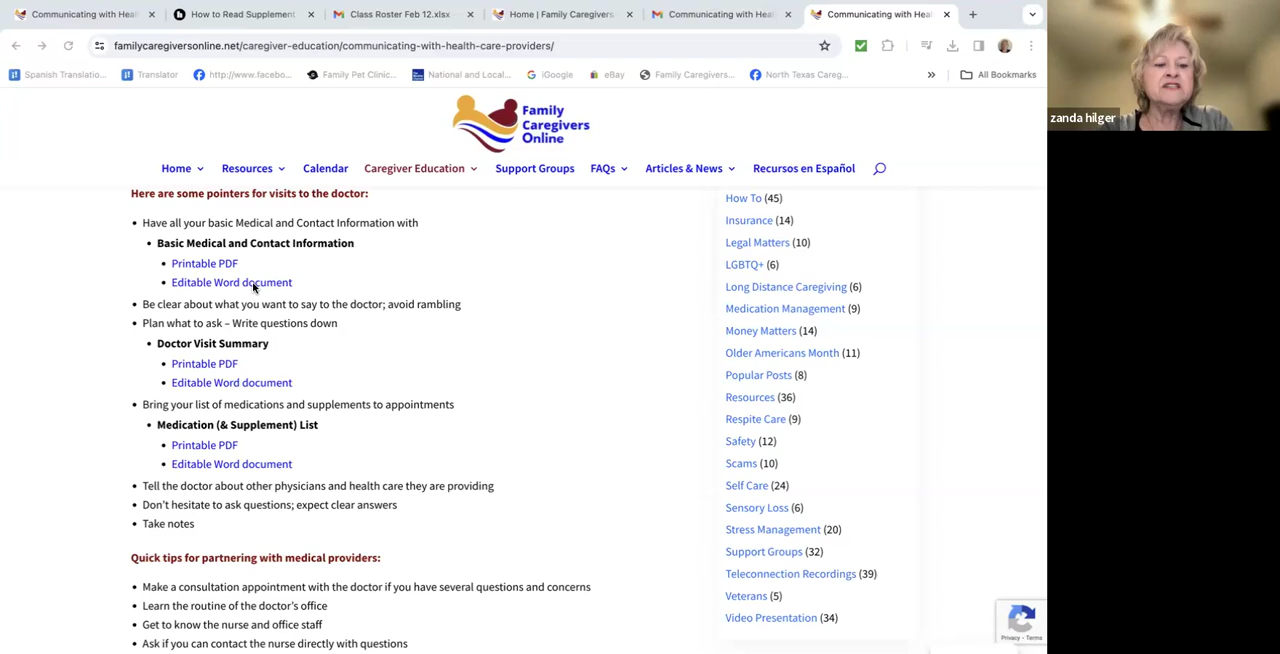 Communicating with Heal
How to Read Supplement
Class Roster Feb 12.xlsx -
Home | Family Caregivers
Communicating with Heal
Communicating with Heal
familycaregiversonline.net/caregiver-education/communicating-with-health-care-providers/
Spanish Translatio...
Translator
http://www.facebo...
Family Pet Clinic...
National and Local...
iGoogle
eBay
Family Caregivers...
North Texas Careg...
»
All Bookmarks
zanda hilger
Family
Caregivers
Online
Home
Resources
Calendar
Caregiver Education
Support Groups
FAQs
Articles & News
Recursos en Español
Here are some pointers for visits to the doctor:
• Have all your basic Medical and Contact Information with
• Basic Medical and Contact Information
• Printable PDF
• Editable Word document
• Be clear about what you want to say to the doctor; avoid rambling
• Plan what to ask – Write questions down
• Doctor Visit Summary
• Printable PDF
• Editable Word document
• Bring your list of medications and supplements to appointments
• Medication (& Supplement) List
• Printable PDF
• Editable Word document
• Tell the doctor about other physicians and health care they are providing
• Don't hesitate to ask questions; expect clear answers
• Take notes
Quick tips for partnering with medical providers:
• Make a consultation appointment with the doctor if you have several questions and concerns
• Learn the routine of the doctor's office
• Get to know the nurse and office staff
• Ask if you can contact the nurse directly with questions
How To (45)
Insurance (14)
Legal Matters (10)
LGBTQ+ (6)
Long Distance Caregiving (6)
Medication Management (9)
Money Matters (14)
Older Americans Month (11)
Popular Posts (8)
Resources (36)
Respite Care (9)
Safety (12)
Scams (10)
Self Care (24)
Sensory Loss (6)
Stress Management (20)
Support Groups (32)
Teleconnection Recordings (39)
Veterans (5)
Video Presentation (34)
Privacy - Terms